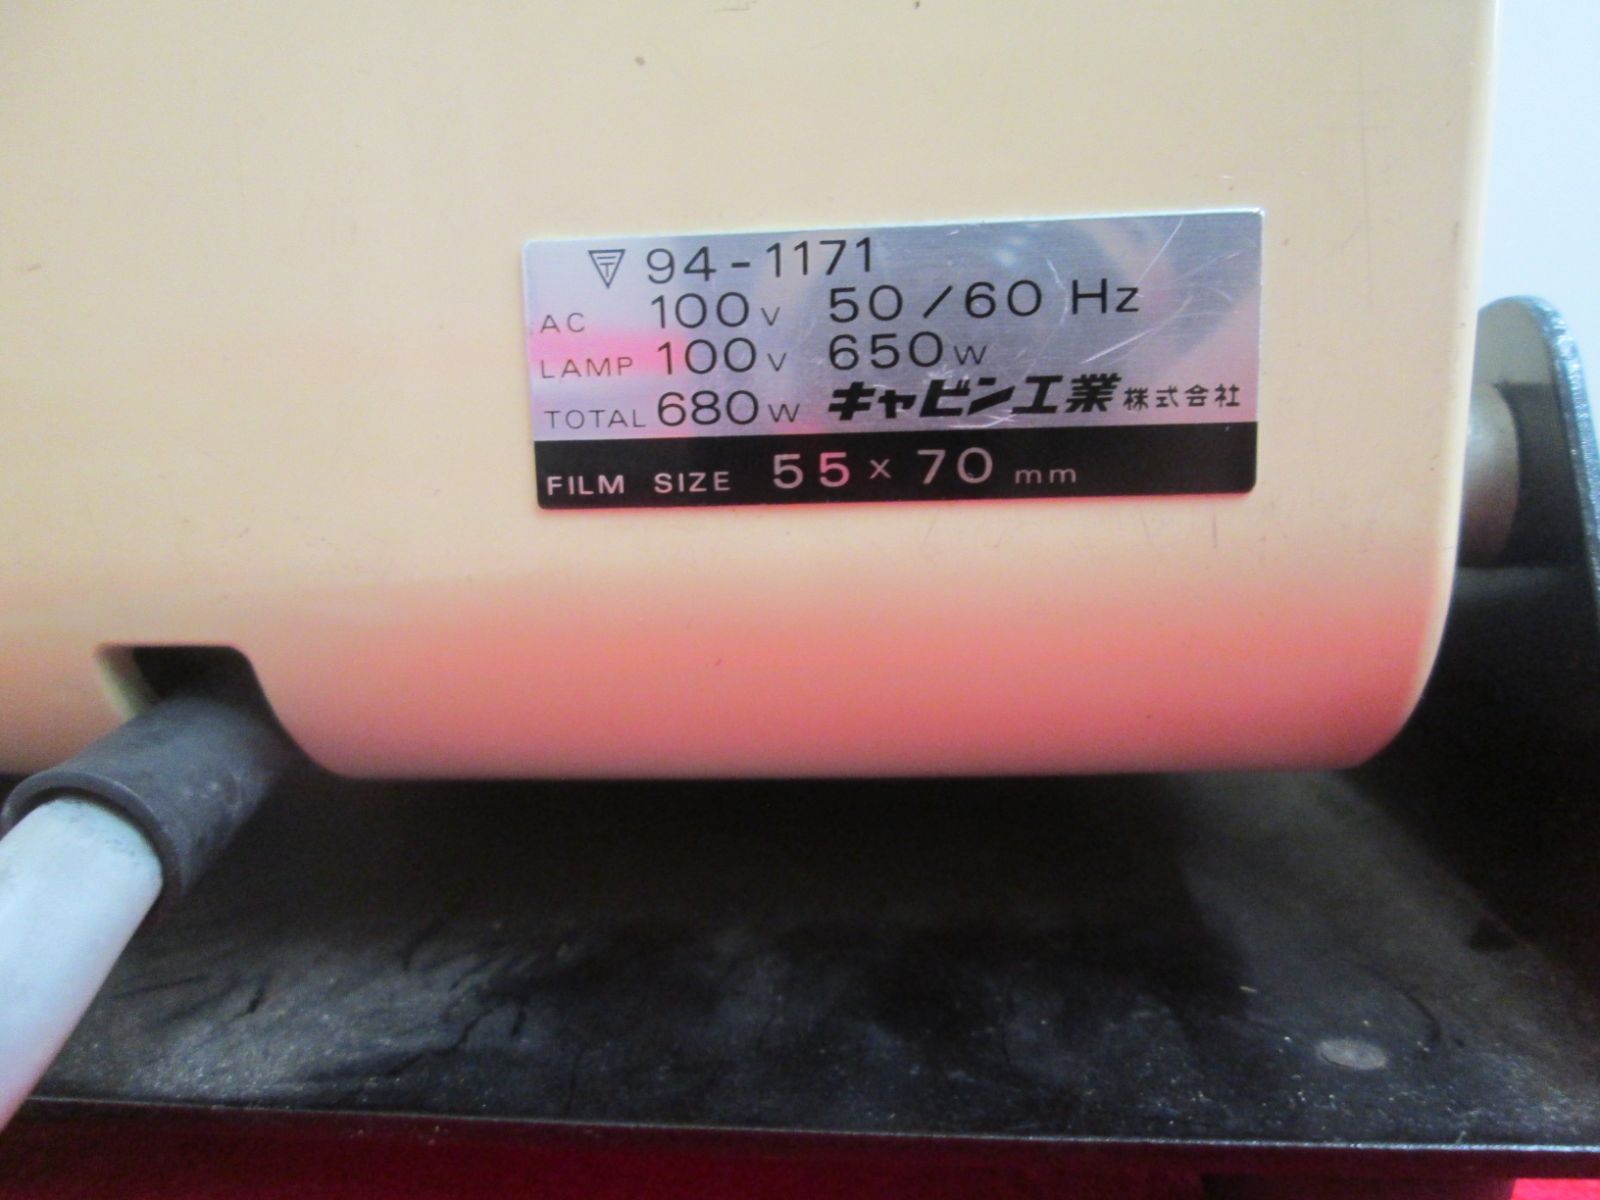 〒 94-1171
AC 100V 50/60 Hz
LAMP 100V 650W
TOTAL 680W キャビン工業株式会社
FILM SIZE 55×70 mm